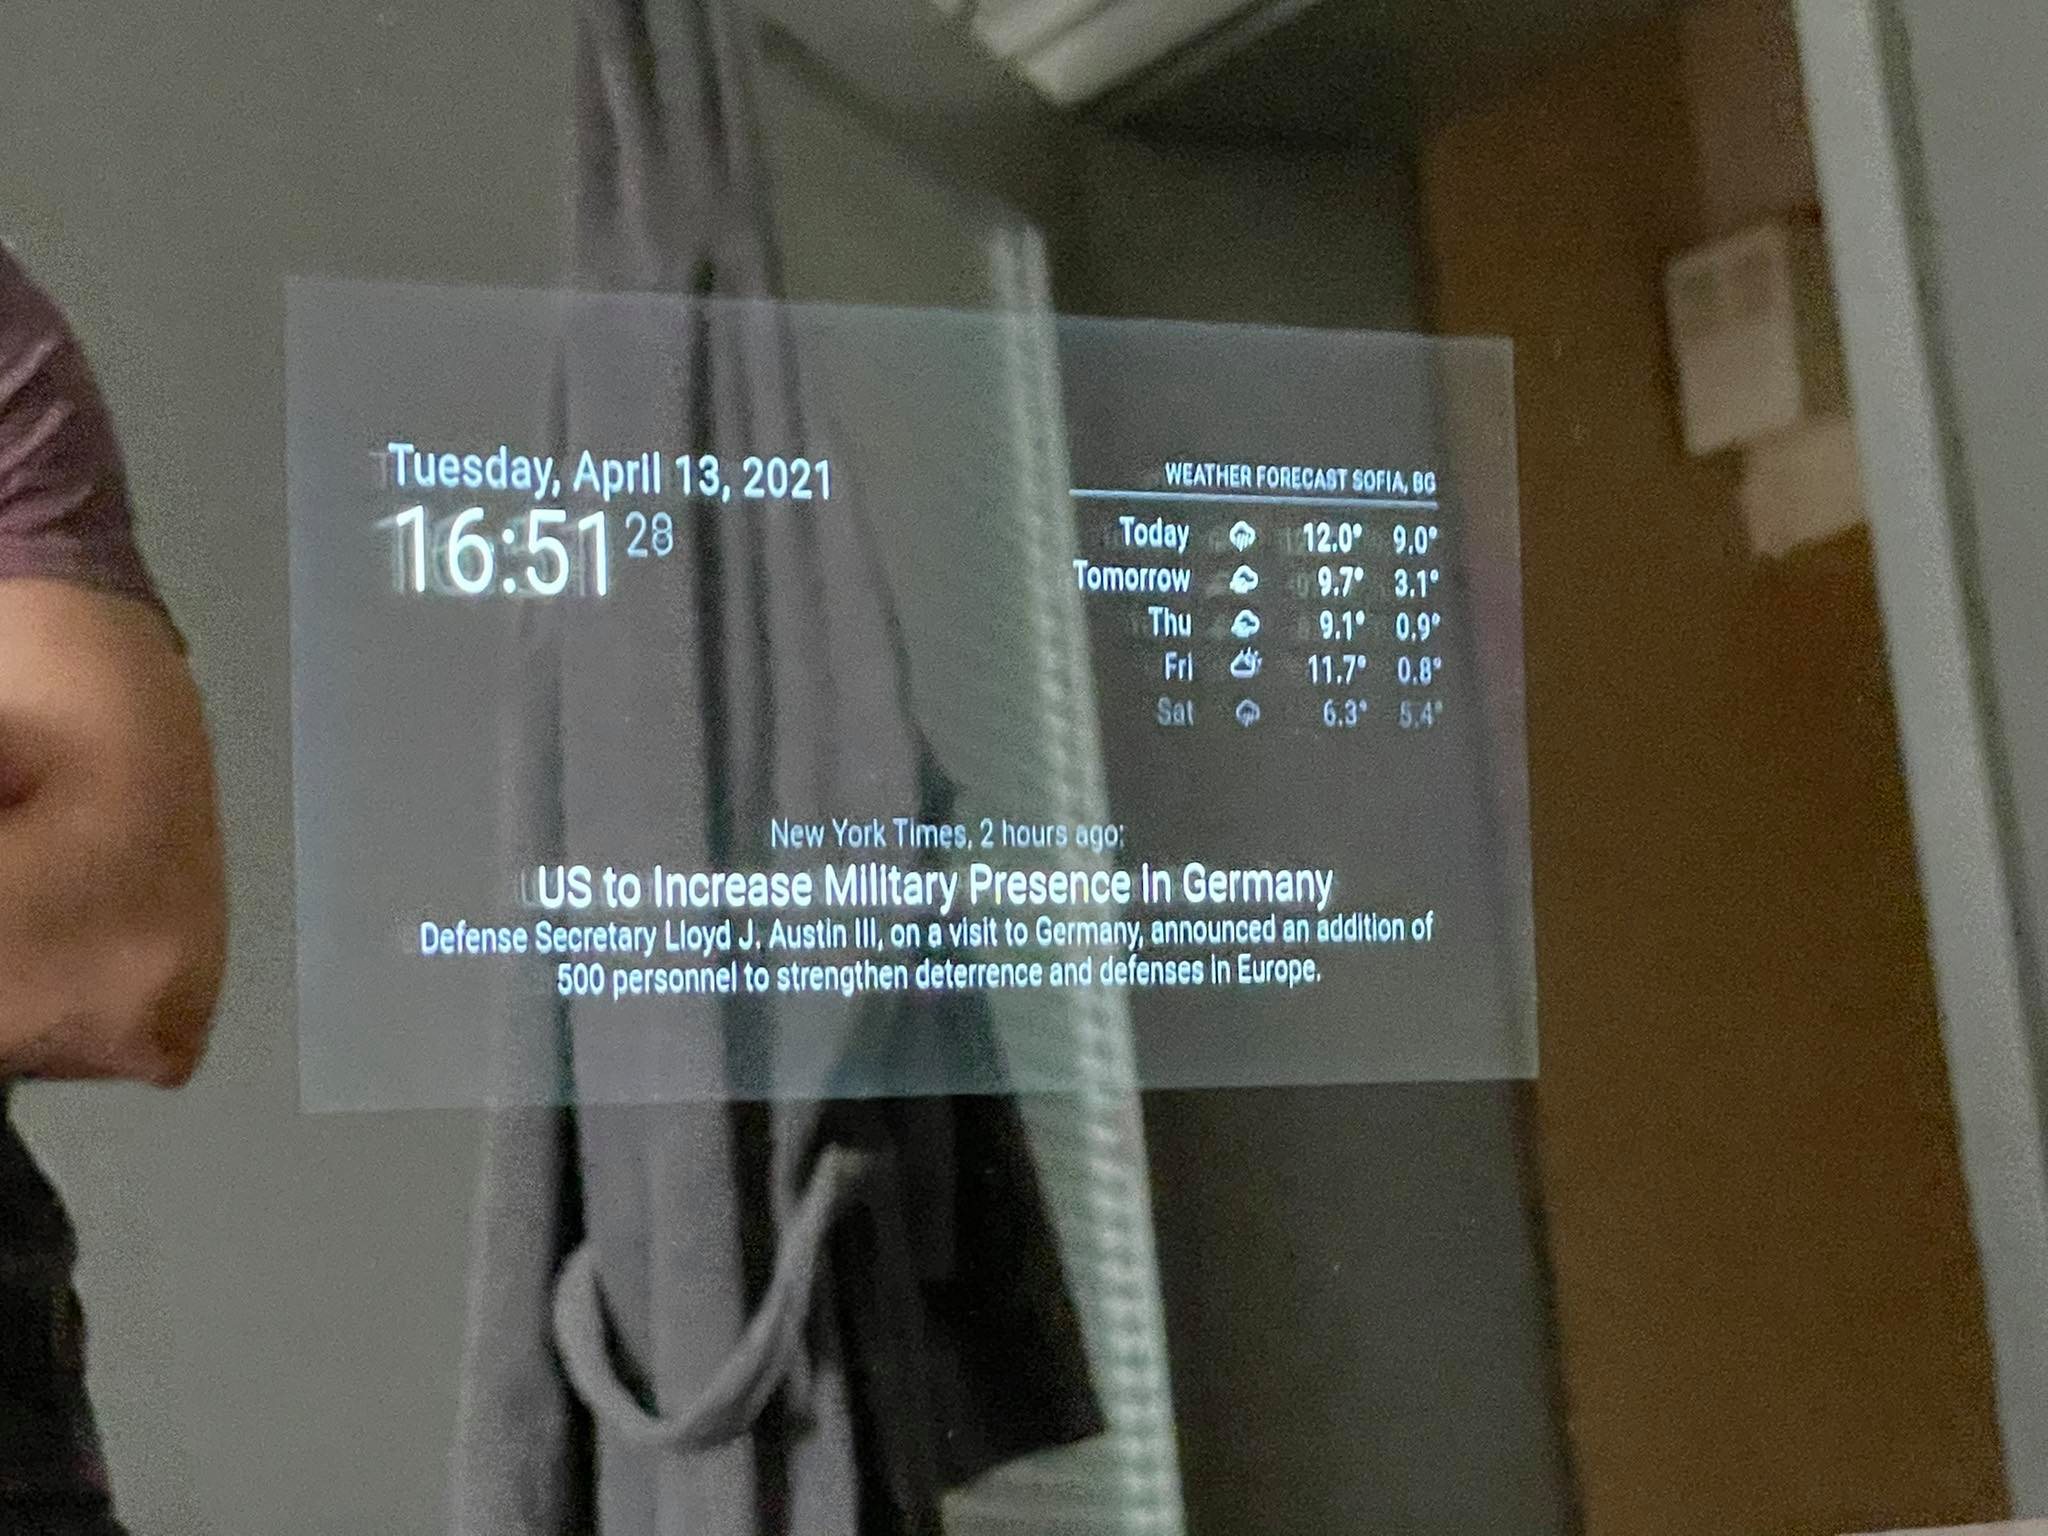 Tuesday, April 13, 2021
16:51 28
WEATHER FORECAST SOFIA, BG
Today 12.0° 9.0°
Tomorrow 9.7° 3.1°
Thu 9.1° 0.9°
Fri 11.7° 0.8°
Sat 6.3° 5.4°
New York Times, 2 hours ago:
US to Increase Military Presence in Germany
Defense Secretary Lloyd J. Austin III, on a visit to Germany, announced an addition of
500 personnel to strengthen deterrence and defenses in Europe.